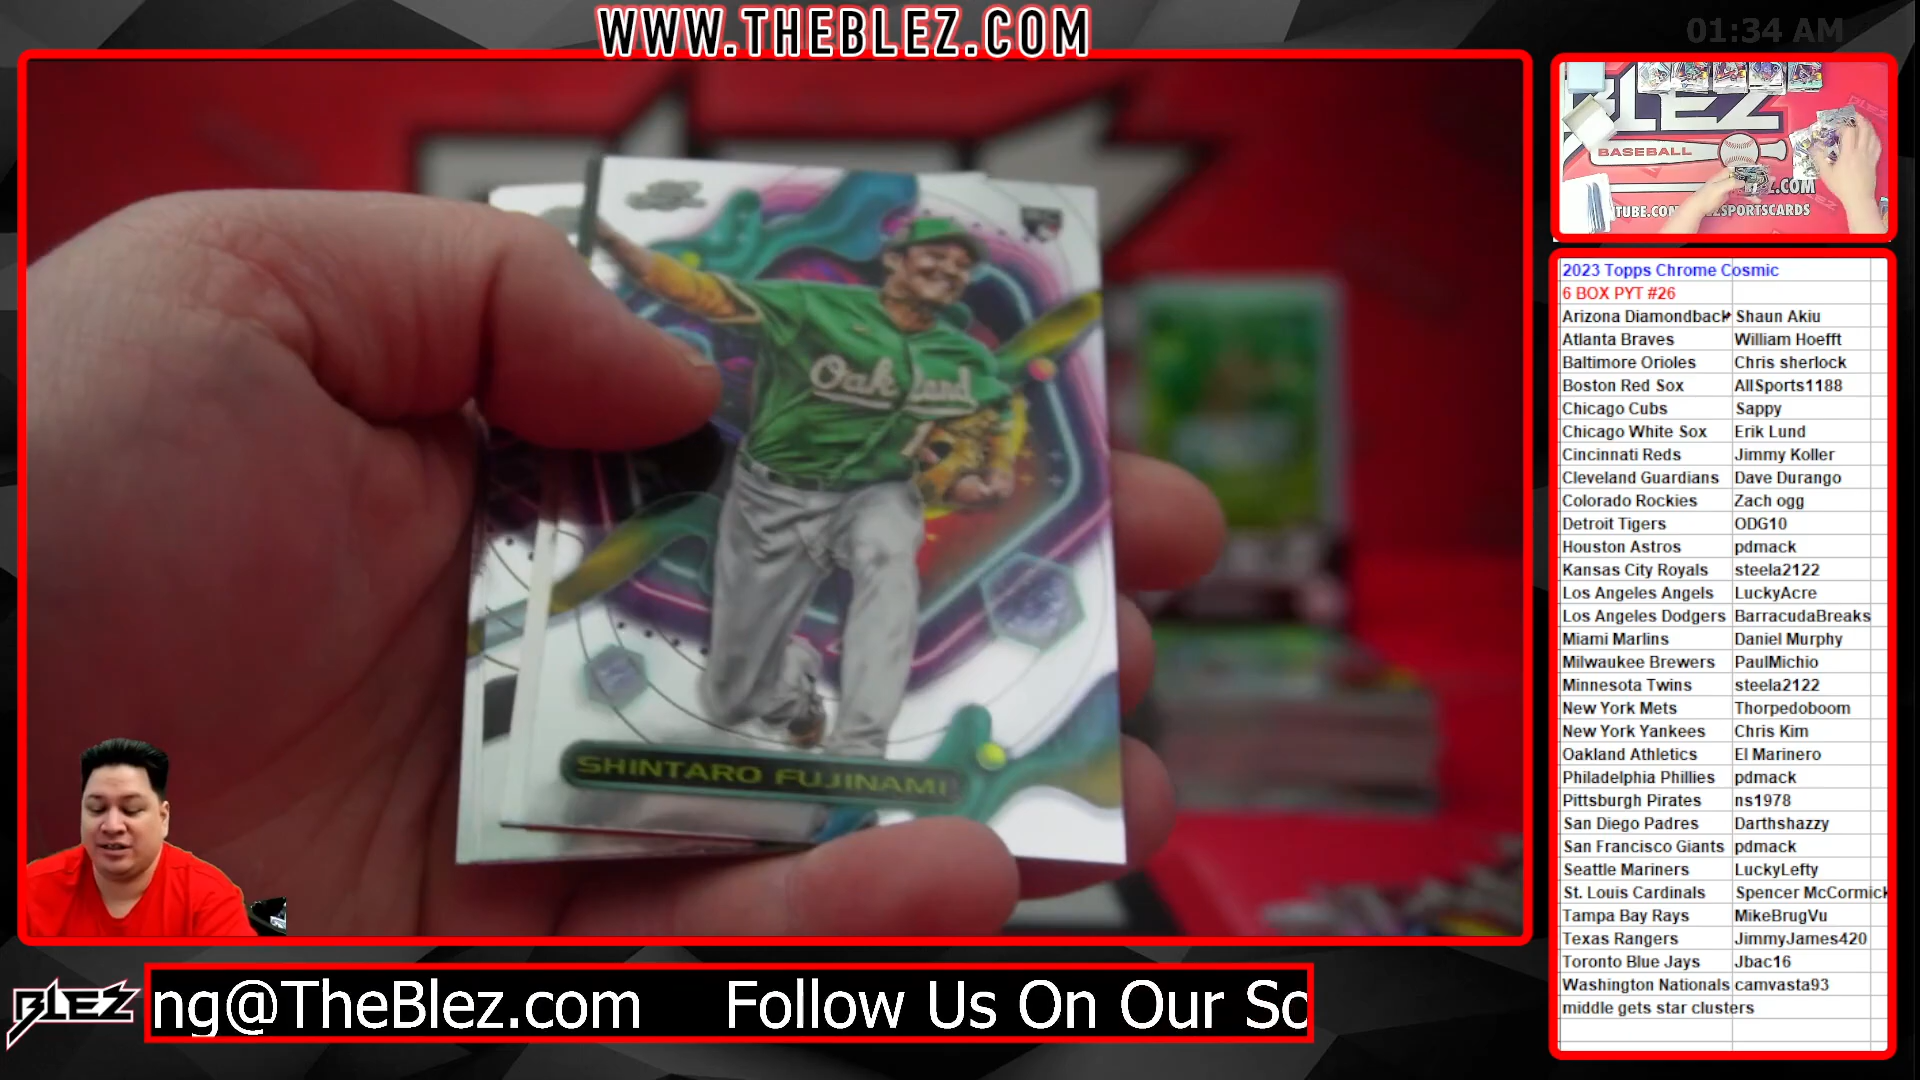 WWW.THEBLEZ.COM
01:34 AM
Oakland
SHINTARO FUJINAMI
BLEZ
BASEBALL
2023 Topps Chrome Cosmic
6 BOX PYT #26
Arizona Diamondback Shaun Akiu
Atlanta Braves William Hoefft
Baltimore Orioles Chris sherlock
Boston Red Sox AllSports1188
Chicago Cubs Sappy
Chicago White Sox Erik Lund
Cincinnati Reds Jimmy Koller
Cleveland Guardians Dave Durango
Colorado Rockies Zach ogg
Detroit Tigers ODG10
Houston Astros pdmack
Kansas City Royals steela2122
Los Angeles Angels LuckyAcre
Los Angeles Dodgers BarracudaBreaks
Miami Marlins Daniel Murphy
Milwaukee Brewers PaulMichio
Minnesota Twins steela2122
New York Mets Thorpedoboom
New York Yankees Chris Kim
Oakland Athletics El Marinero
Philadelphia Phillies pdmack
Pittsburgh Pirates ns1978
San Diego Padres Darthshazzy
San Francisco Giants pdmack
Seattle Mariners LuckyLefty
St. Louis Cardinals Spencer McCormick
Tampa Bay Rays MikeBrugVu
Texas Rangers JimmyJames420
Toronto Blue Jays Jbac16
Washington Nationals camvasta93
middle gets star clusters
BLEZ
ng@TheBlez.com Follow Us On Our So